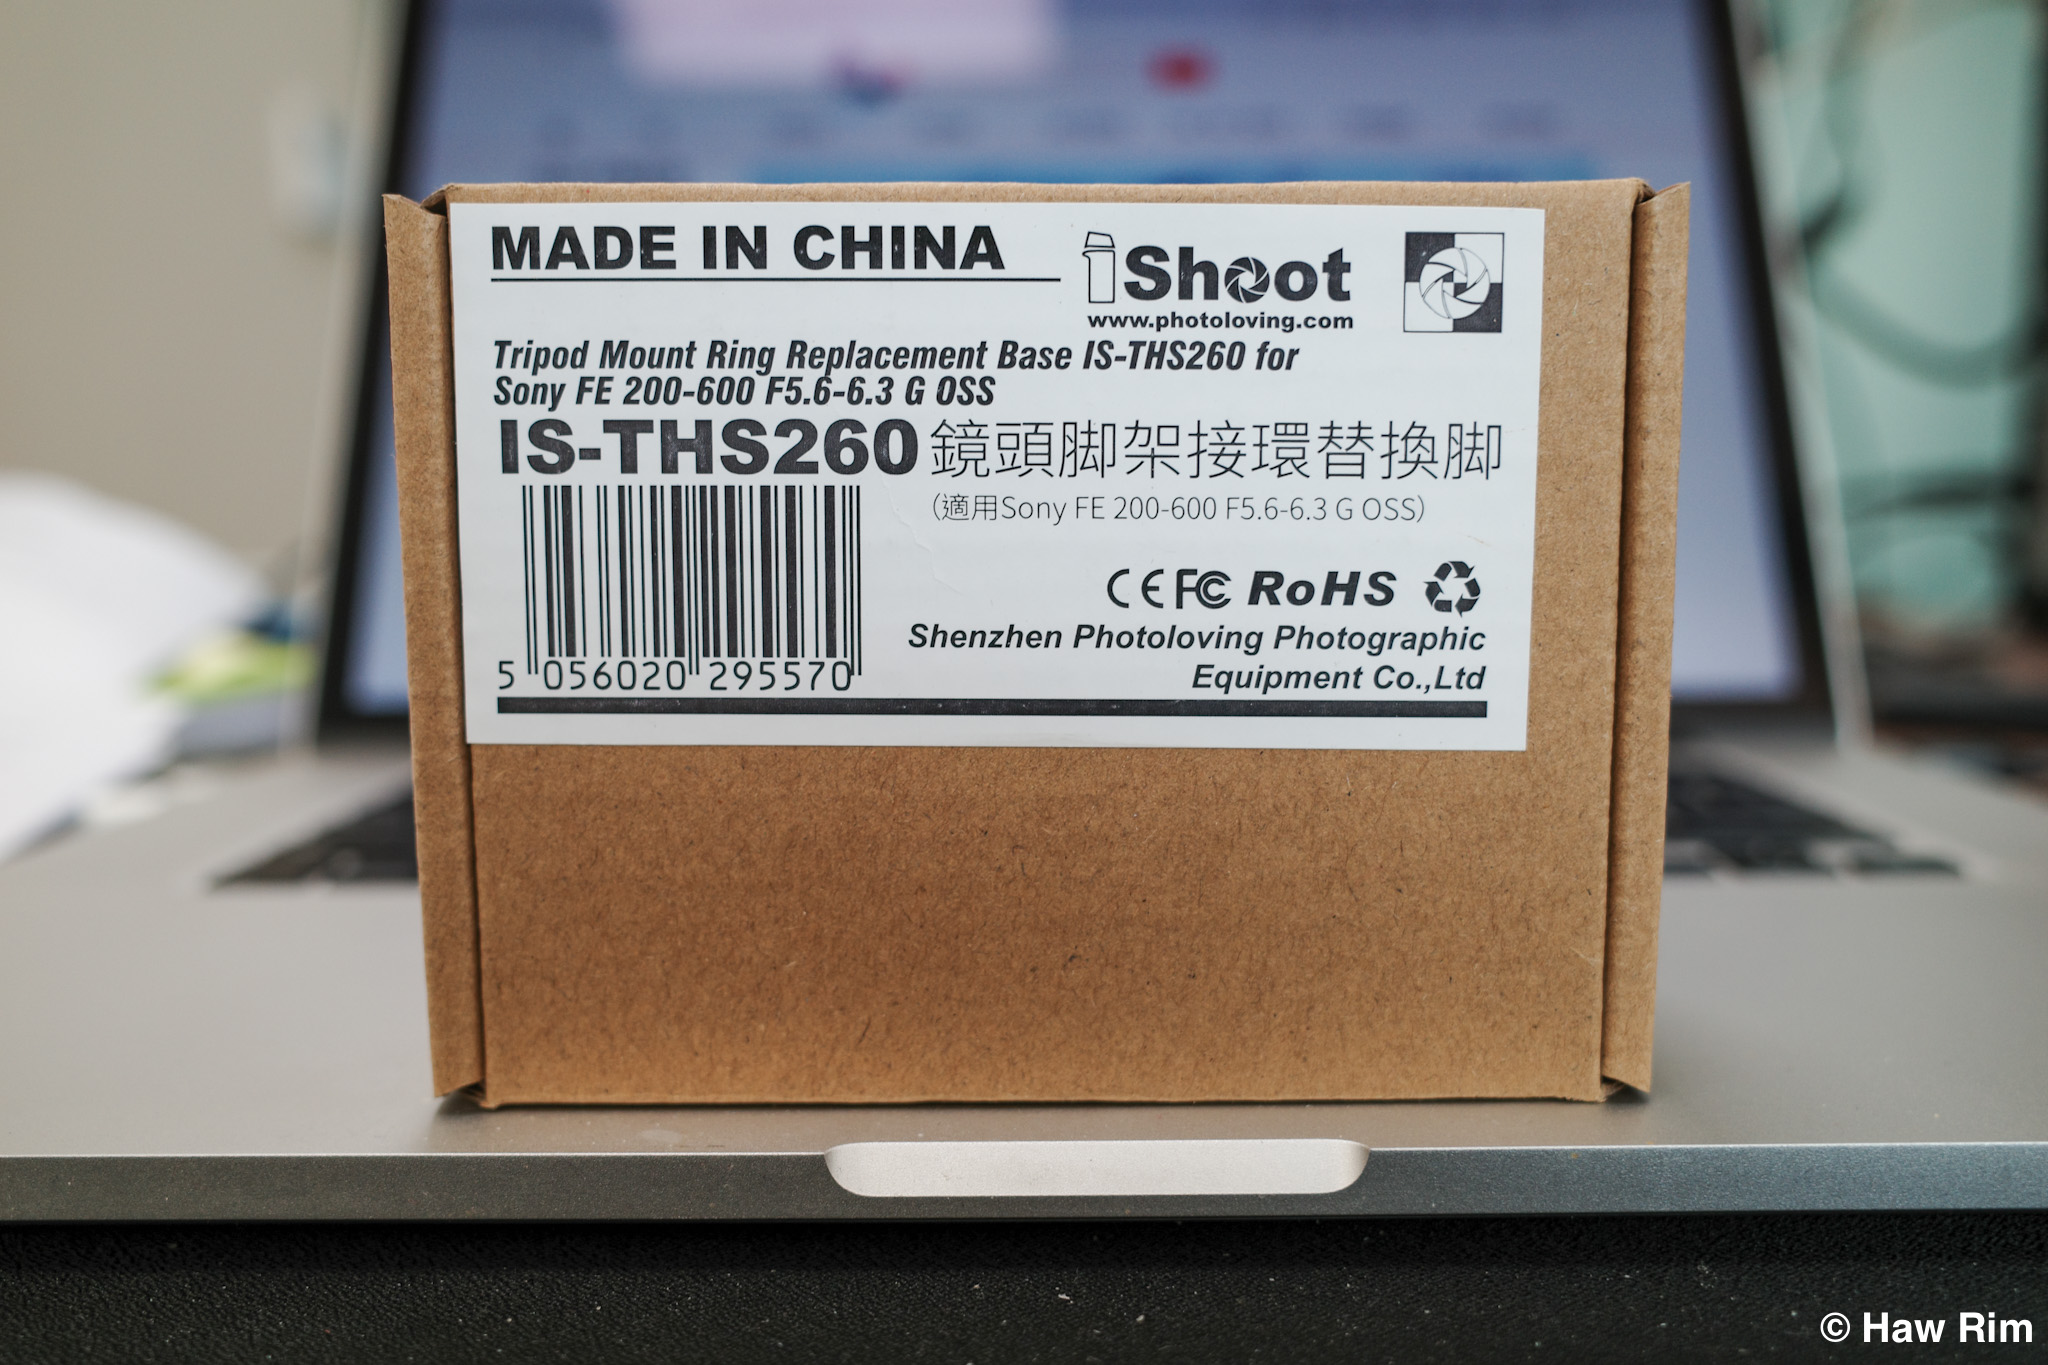 MADE IN CHINA
iShoot
www.photoloving.com
Tripod Mount Ring Replacement Base IS-THS260 for
Sony FE 200-600 F5.6-6.3 G OSS
IS-THS260 鏡頭脚架接環替換脚
(適用Sony FE 200-600 F5.6-6.3 G OSS)
CE FC RoHS
5 056020 295570
Shenzhen Photoloving Photographic
Equipment Co.,Ltd
© Haw Rim